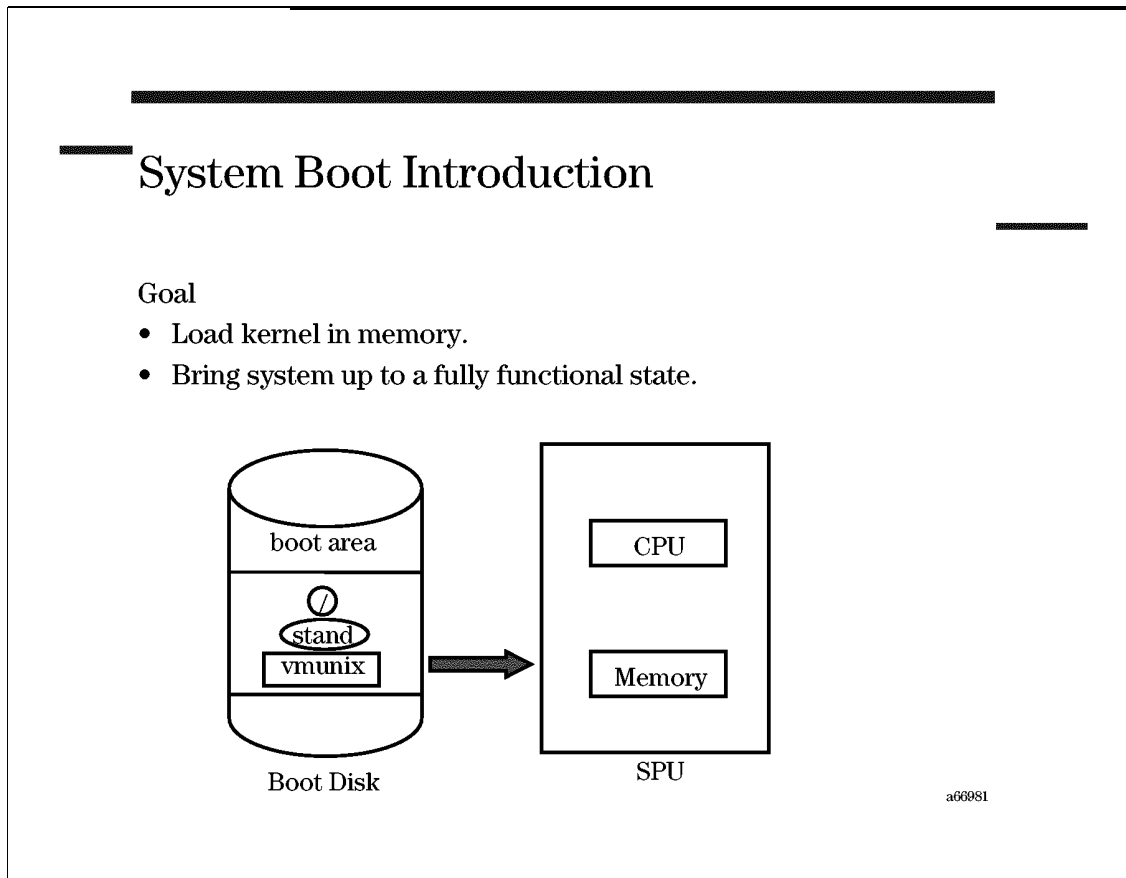 System Boot Introduction
Goal
• Load kernel in memory.
• Bring system up to a fully functional state.
boot area
/
stand
vmunix
Boot Disk
CPU
Memory
SPU
a66981